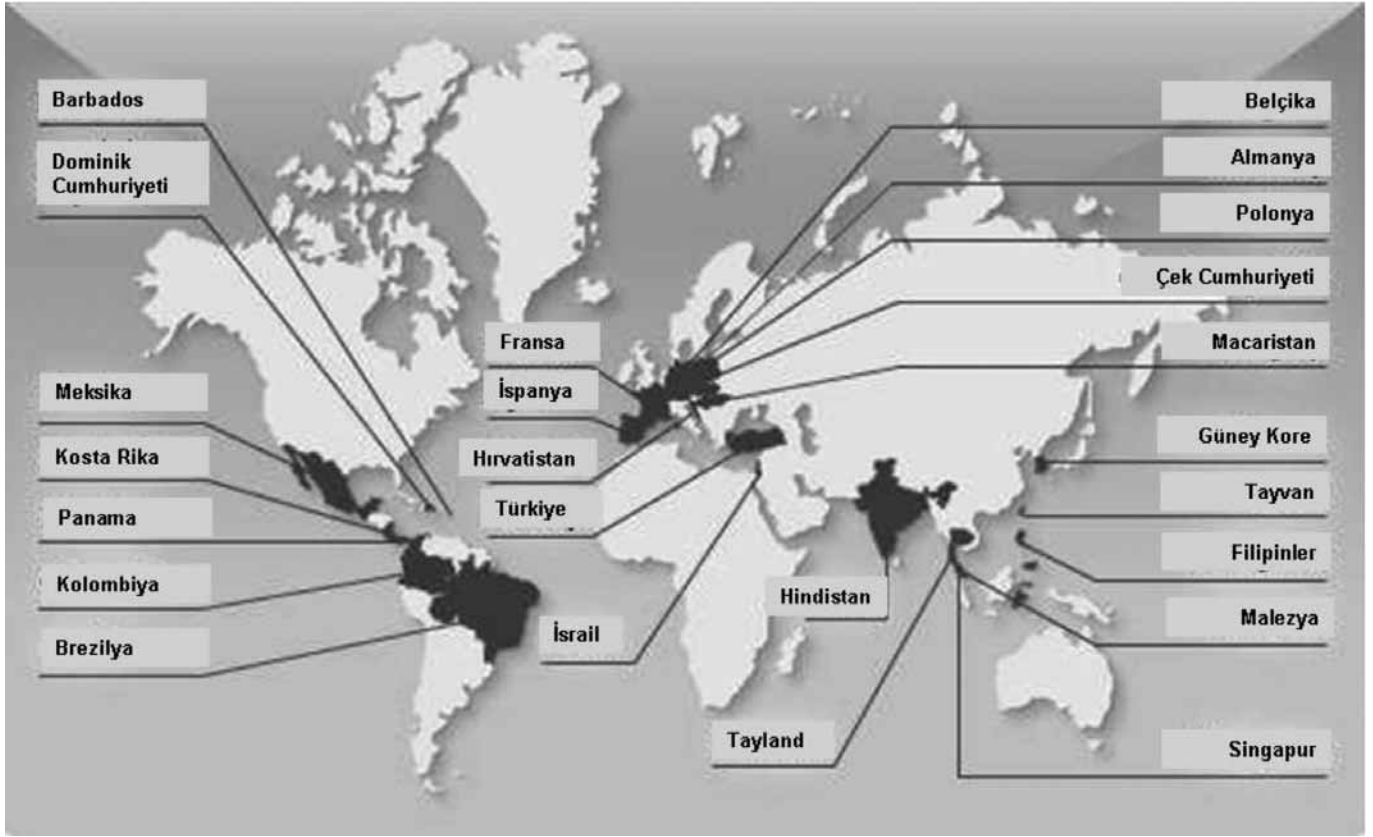 Barbados
Dominik
Cumhuriyeti
Meksika
Kosta Rika
Panama
Kolombiya
Brezilya
Fransa
İspanya
Hırvatistan
Türkiye
İsrail
Hindistan
Tayland
Belçika
Almanya
Polonya
Çek Cumhuriyeti
Macaristan
Güney Kore
Tayvan
Filipinler
Malezya
Singapur